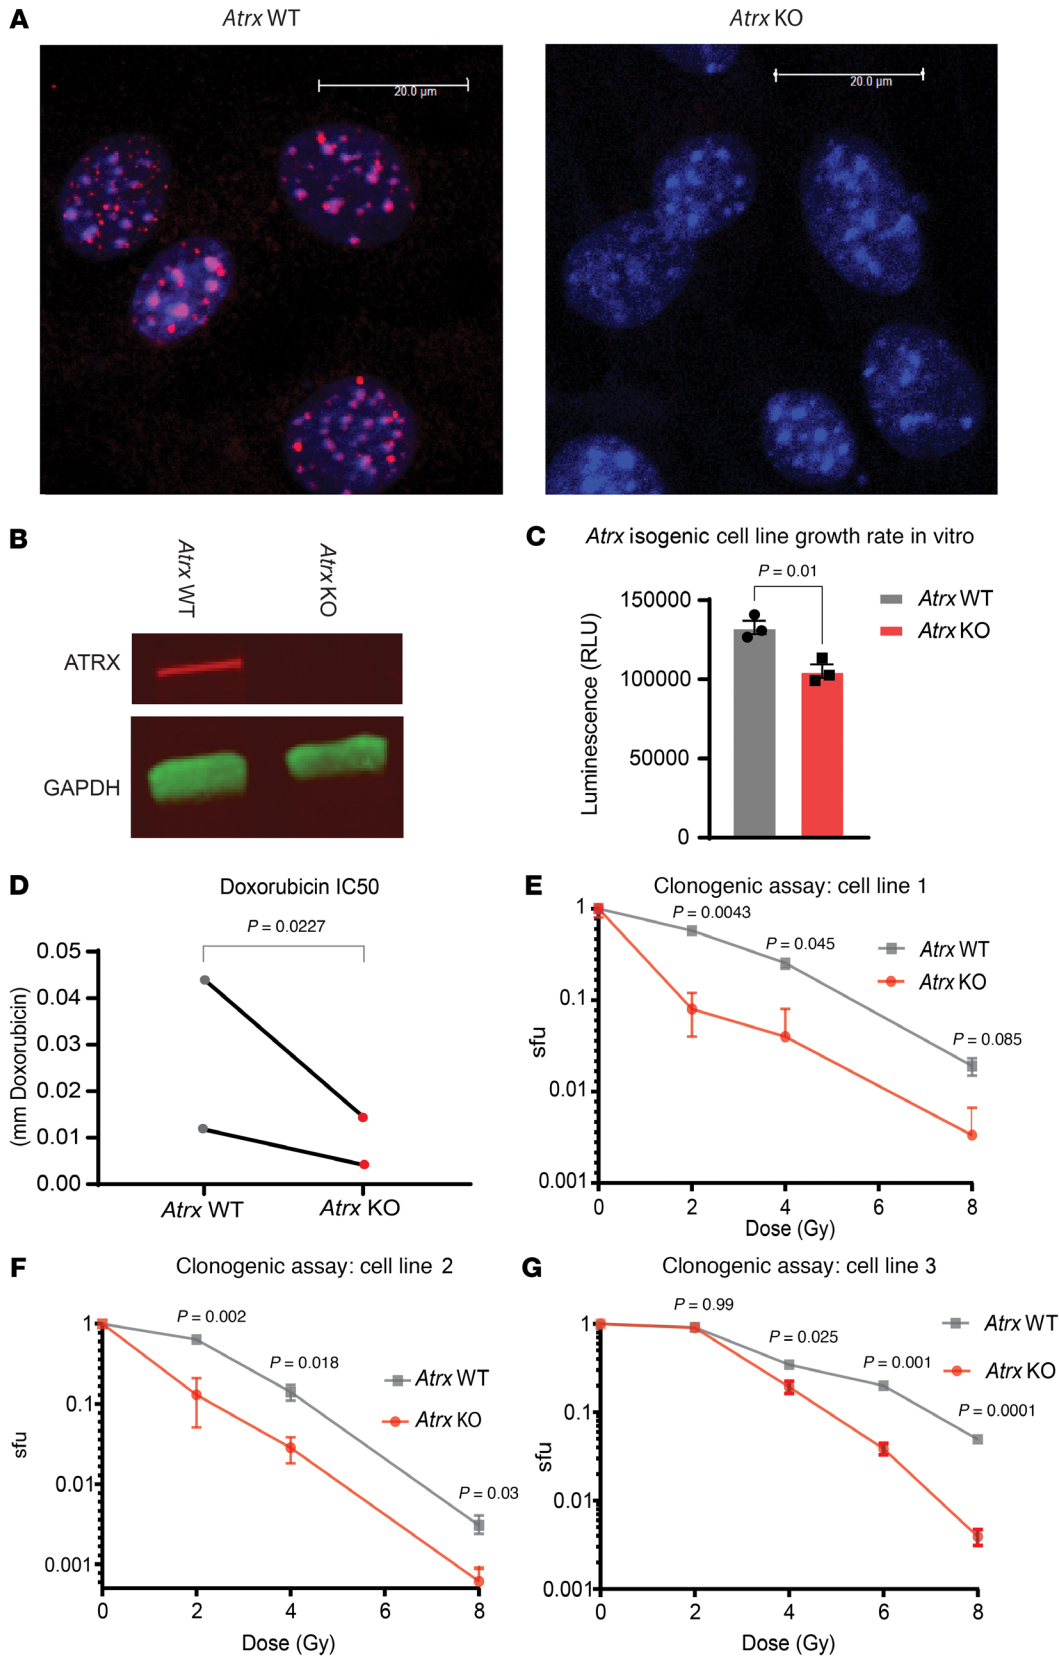 A
Atrx WT
Atrx KO
20.0 µm
20.0 µm
B
Atrx WT
Atrx KO
ATRX
GAPDH
C
Atrx isogenic cell line growth rate in vitro
P = 0.01
Atrx WT
Atrx KO
Luminescence (RLU)
150000
100000
50000
0
D
Doxorubicin IC50
P = 0.0227
(mm Doxorubicin)
0.05
0.04
0.03
0.02
0.01
0.00
Atrx WT
Atrx KO
E
Clonogenic assay: cell line 1
P = 0.0043
P = 0.045
P = 0.085
Atrx WT
Atrx KO
sfu
1
0.1
0.01
0.001
0 2 4 6 8
Dose (Gy)
F
Clonogenic assay: cell line 2
P = 0.002
P = 0.018
P = 0.03
Atrx WT
Atrx KO
sfu
1
0.1
0.01
0.001
0 2 4 6 8
Dose (Gy)
G
Clonogenic assay: cell line 3
P = 0.99
P = 0.025
P = 0.001
P = 0.0001
Atrx WT
Atrx KO
sfu
1
0.1
0.01
0.001
0 2 4 6 8
Dose (Gy)